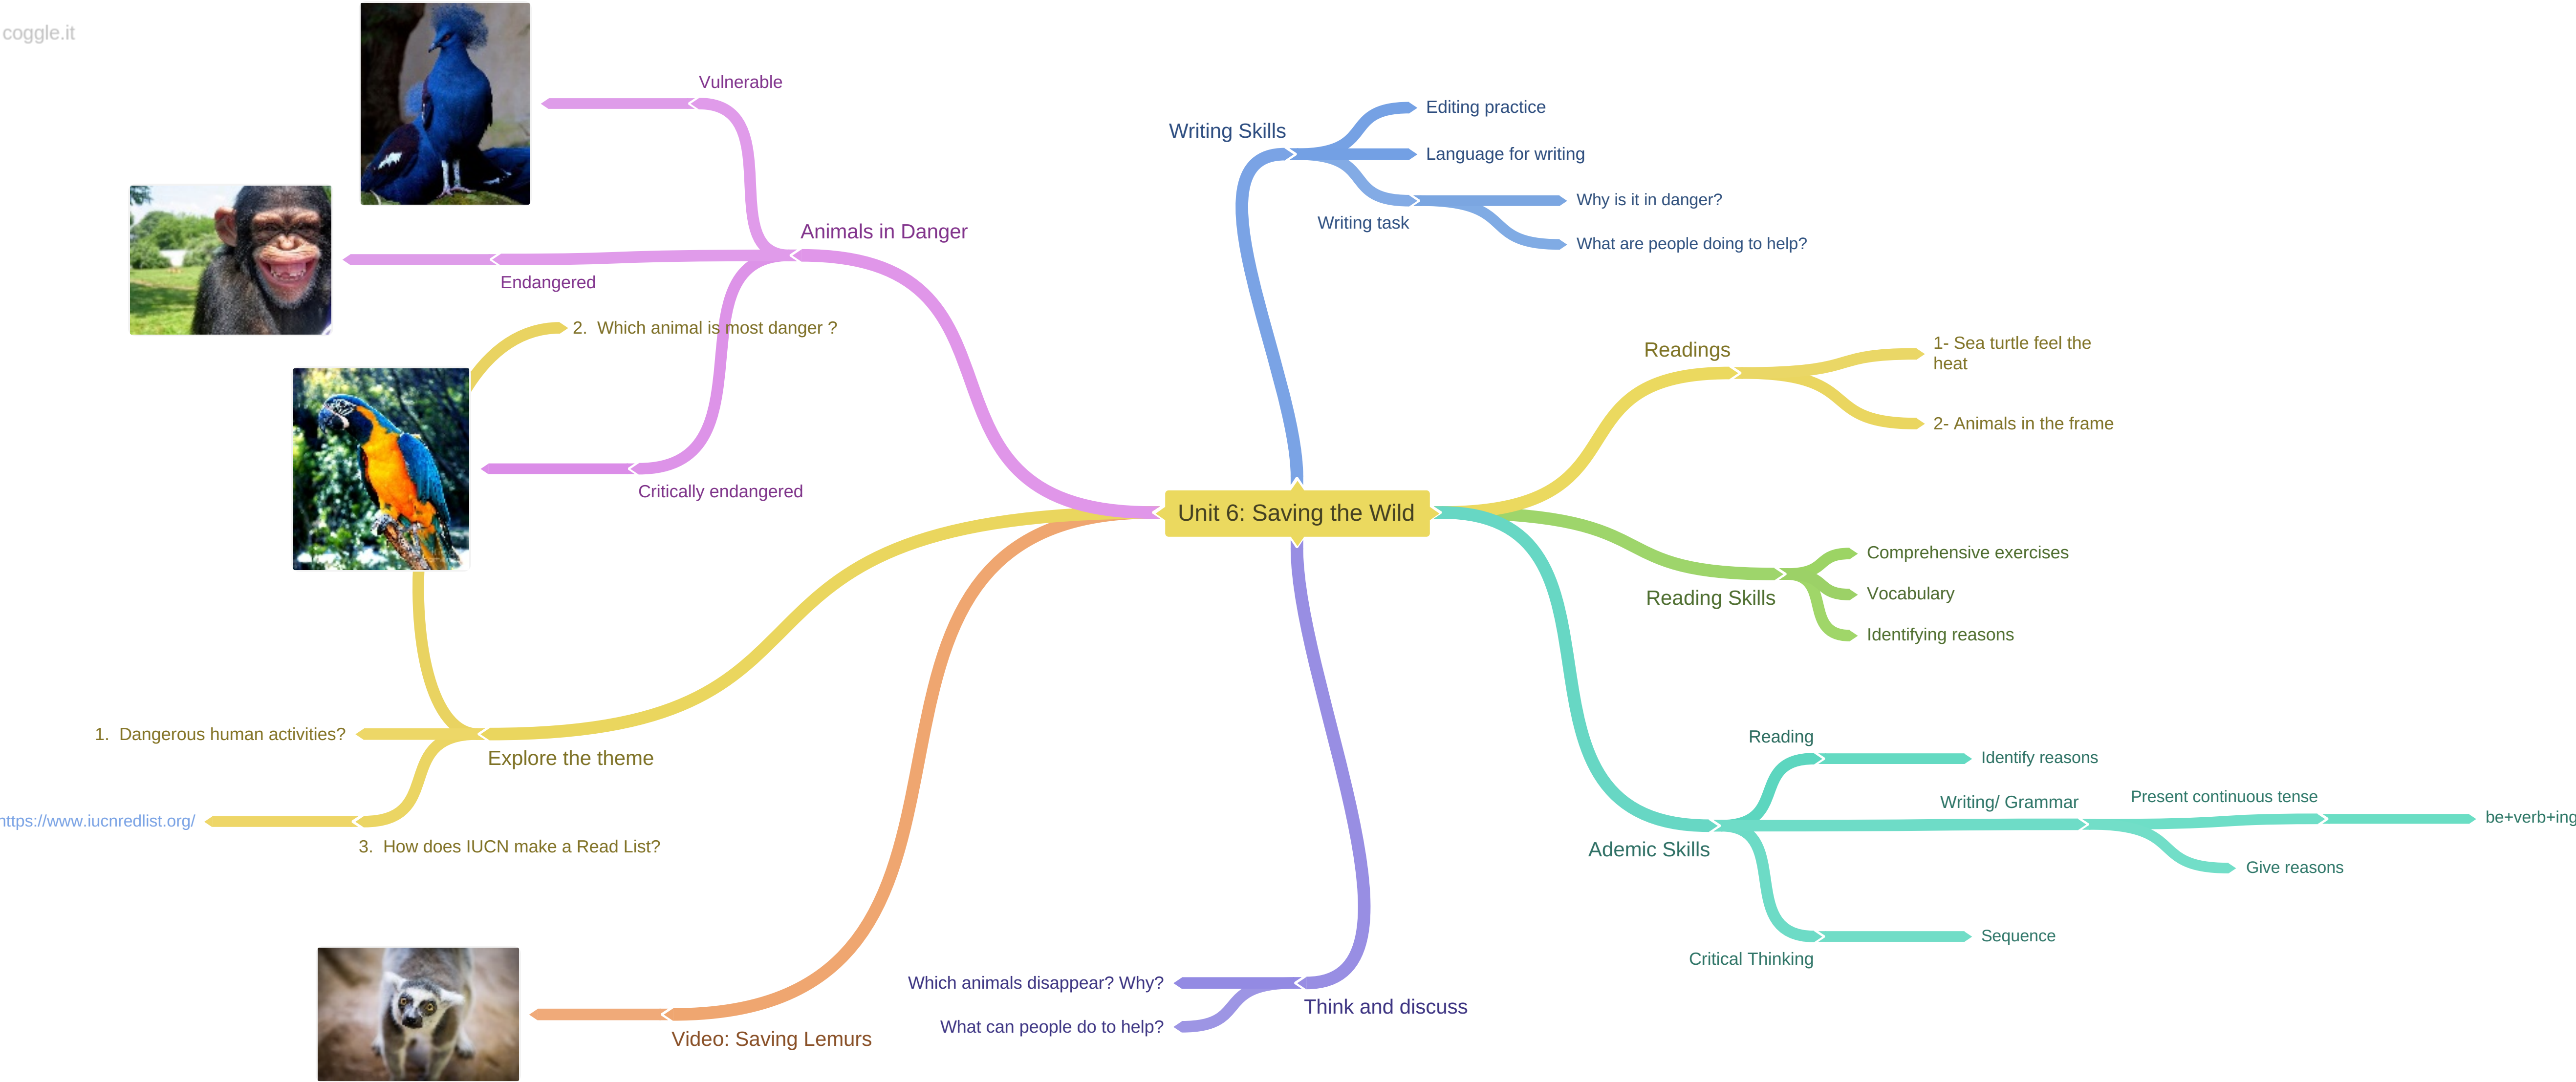 coggle.it
Unit 6: Saving the Wild
Animals in Danger
Vulnerable
Endangered
Critically endangered
Explore the theme
2. Which animal is most danger ?
1. Dangerous human activities?
3. How does IUCN make a Read List?
https://www.iucnredlist.org/
Video: Saving Lemurs
Writing Skills
Editing practice
Language for writing
Writing task
Why is it in danger?
What are people doing to help?
Readings
1- Sea turtle feel the
heat
2- Animals in the frame
Reading Skills
Comprehensive exercises
Vocabulary
Identifying reasons
Ademic Skills
Reading
Identify reasons
Writing/ Grammar
Present continuous tense
be+verb+ing
Give reasons
Critical Thinking
Sequence
Think and discuss
Which animals disappear? Why?
What can people do to help?